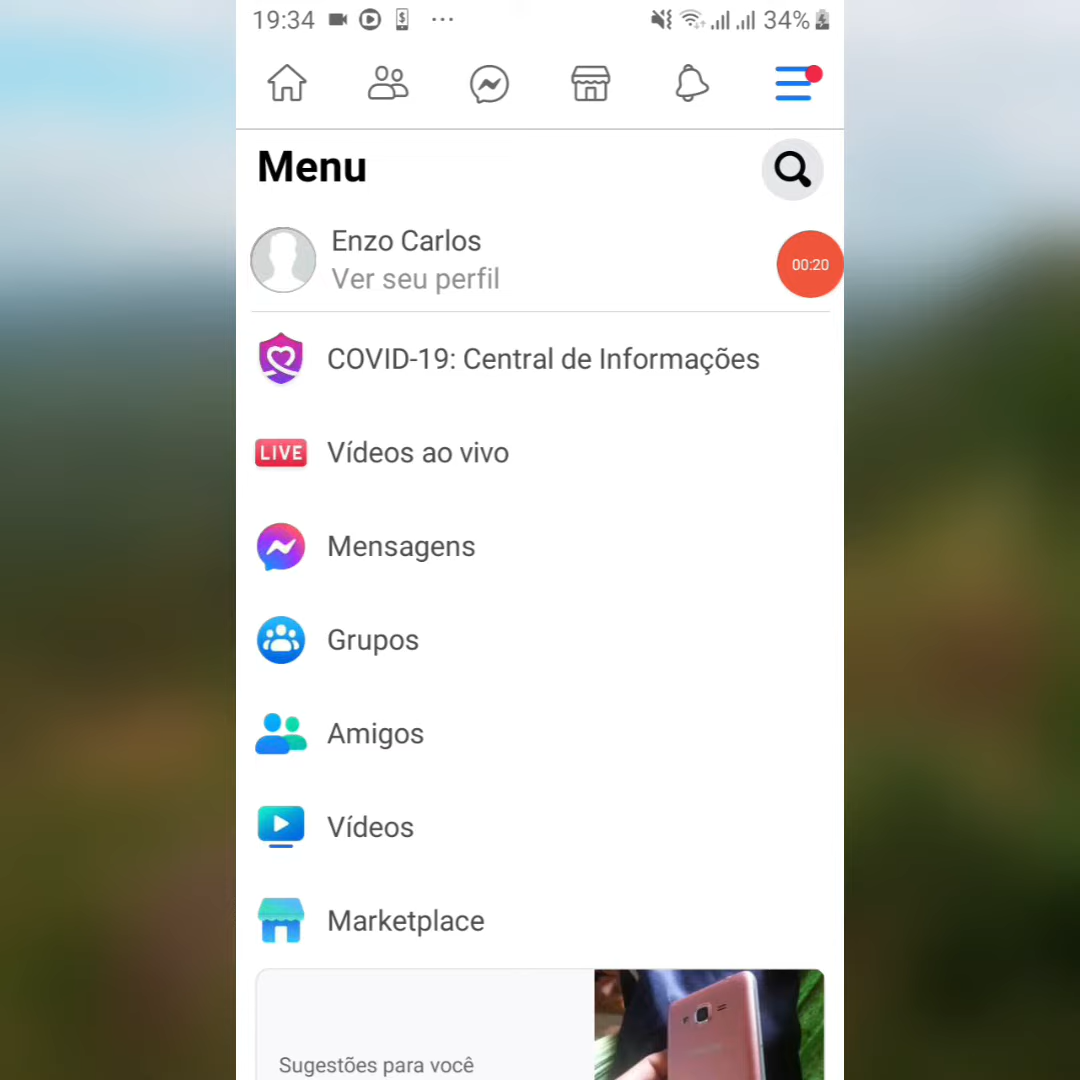 19:34 34%
Menu
Enzo Carlos
Ver seu perfil
00:20
COVID-19: Central de Informações
LIVE Vídeos ao vivo
Mensagens
Grupos
Amigos
Vídeos
Marketplace
Sugestões para você